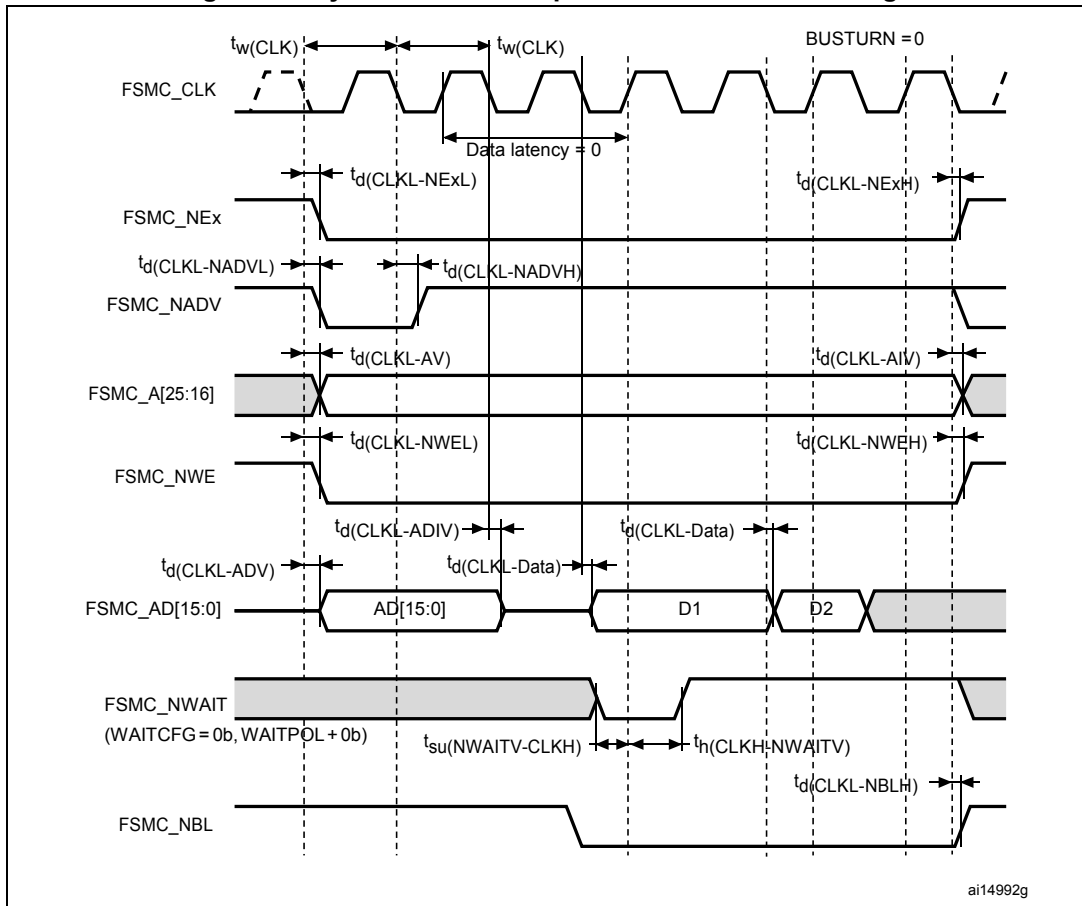 tw(CLK) tw(CLK) BUSTURN = 0
FSMC_CLK
Data latency = 0
td(CLKL-NExL) td(CLKL-NExH)
FSMC_NEx
td(CLKL-NADVL) td(CLKL-NADVH)
FSMC_NADV
td(CLKL-AV) td(CLKL-AIV)
FSMC_A[25:16]
td(CLKL-NWEL) td(CLKL-NWEH)
FSMC_NWE
td(CLKL-ADIV) td(CLKL-Data)
td(CLKL-ADV) td(CLKL-Data)
FSMC_AD[15:0] AD[15:0] D1 D2
FSMC_NWAIT
(WAITCFG = 0b, WAITPOL + 0b)
tsu(NWAITV-CLKH) th(CLKH-NWAITV)
td(CLKL-NBLH)
FSMC_NBL
ai14992g